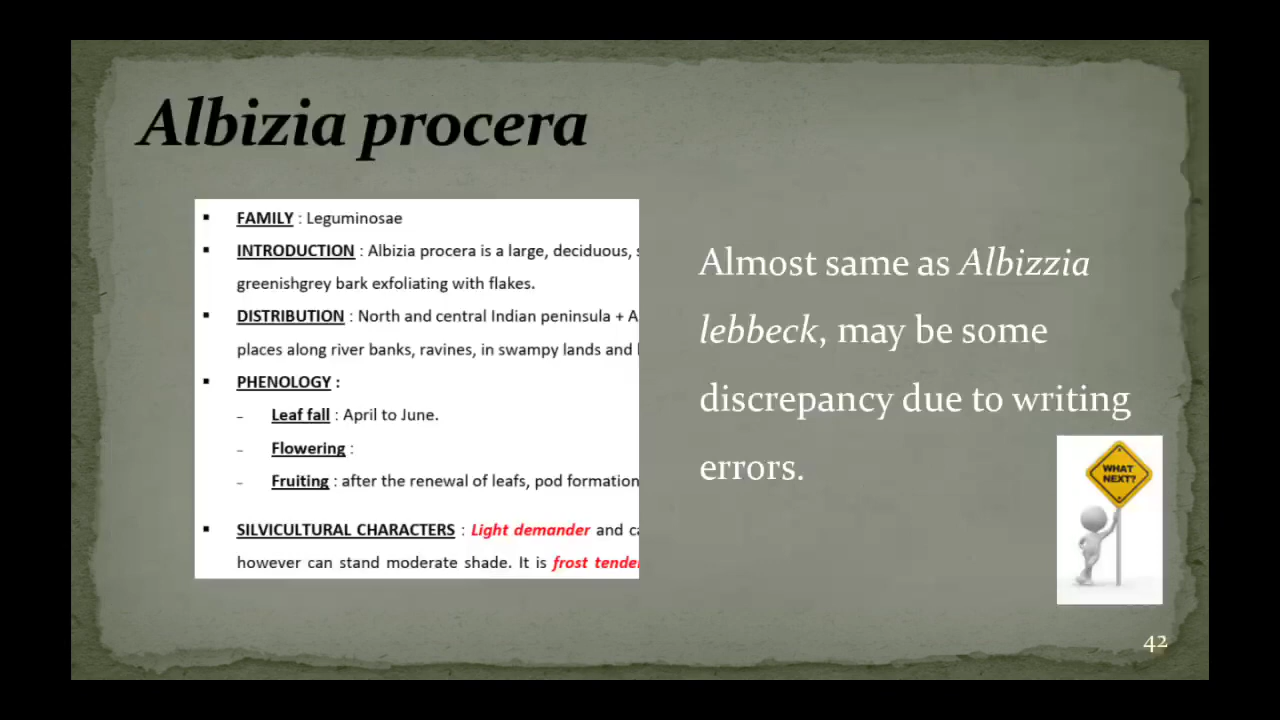 Albizia procera
▪ FAMILY : Leguminosae
▪ INTRODUCTION : Albizia procera is a large, deciduous,
greenishgrey bark exfoliating with flakes.
▪ DISTRIBUTION : North and central Indian peninsula + A
places along river banks, ravines, in swampy lands and
▪ PHENOLOGY :
- Leaf fall : April to June.
- Flowering :
- Fruiting : after the renewal of leafs, pod formation
▪ SILVICULTURAL CHARACTERS : Light demander and ca
however can stand moderate shade. It is frost tender
Almost same as Albizzia
lebbeck, may be some
discrepancy due to writing
errors.
WHAT
NEXT?
42